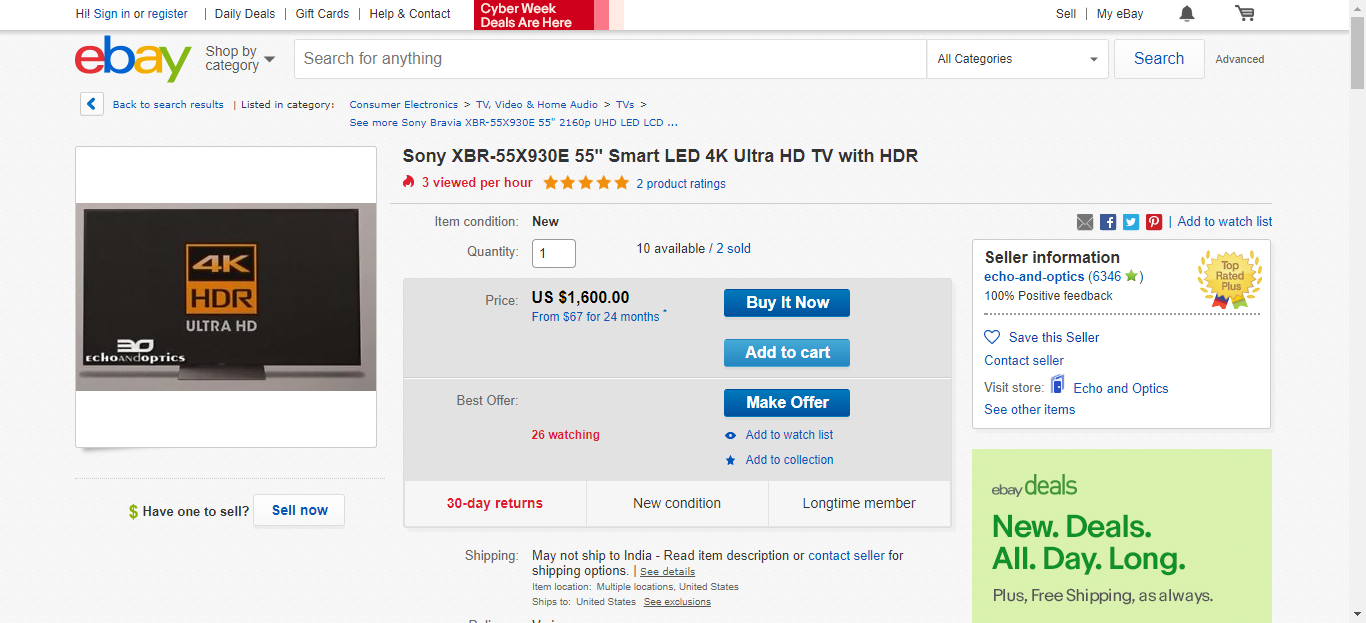 Hi! Sign in or register | Daily Deals | Gift Cards | Help & Contact
Cyber Week
Deals Are Here
Sell | My eBay
ebay
Shop by
category
Search for anything
All Categories
Search
Advanced
Back to search results | Listed in category:
Consumer Electronics > TV, Video & Home Audio > TVs >
See more Sony Bravia XBR-55X930E 55" 2160p UHD LED LCD ...
4K
HDR
ULTRA HD
ECHOANDOPTICS
$ Have one to sell? Sell now
Sony XBR-55X930E 55" Smart LED 4K Ultra HD TV with HDR
3 viewed per hour
2 product ratings
Item condition: New
Quantity: 1
10 available / 2 sold
Price: US $1,600.00
From $67 for 24 months *
Buy It Now
Add to cart
Best Offer:
Make Offer
26 watching
Add to watch list
Add to collection
30-day returns
New condition
Longtime member
Shipping: May not ship to India - Read item description or contact seller for
shipping options. | See details
Item location: Multiple locations, United States
Ships to: United States See exclusions
| Add to watch list
Seller information
echo-and-optics (6346 )
100% Positive feedback
Top
Rated
Plus
Save this Seller
Contact seller
Visit store: Echo and Optics
See other items
ebay deals
New. Deals.
All. Day. Long.
Plus, Free Shipping, as always.